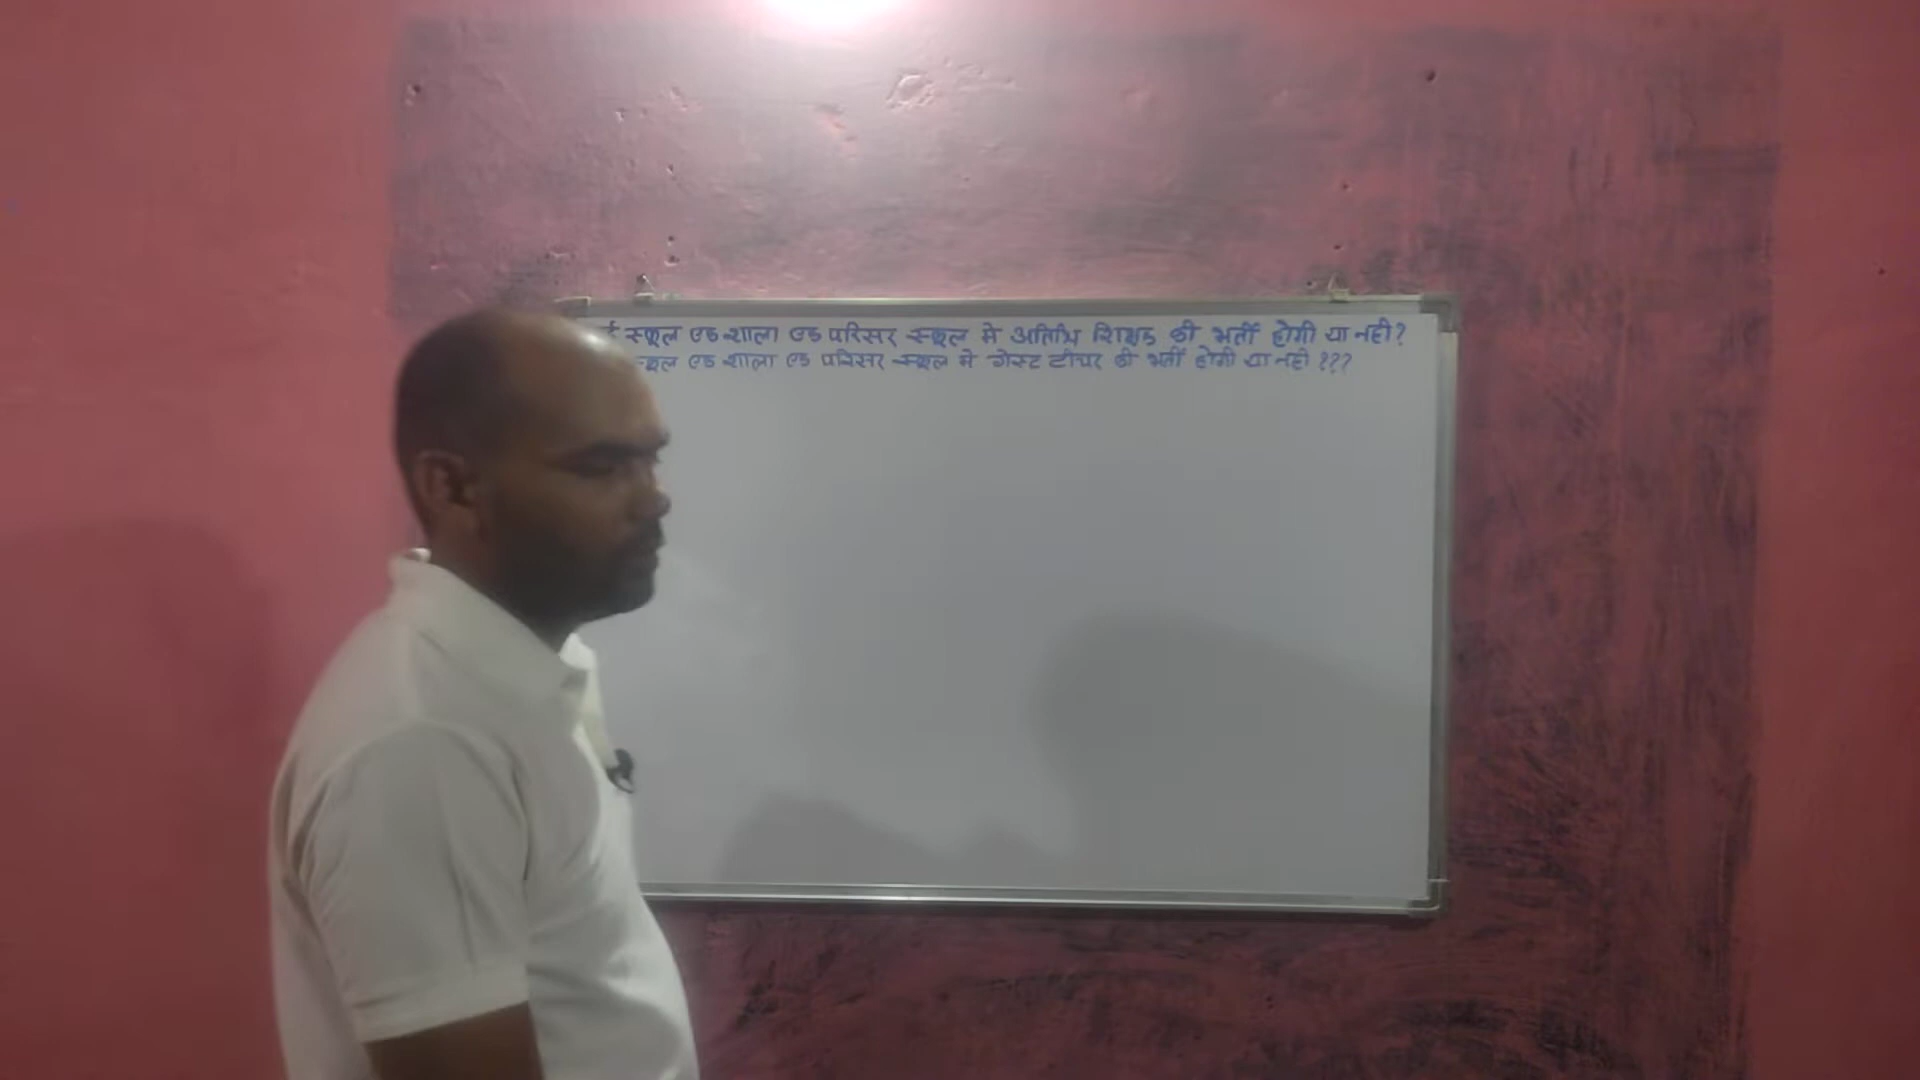 स्कूल एक शाला एक परिसर स्कूल मे अतिथि शिक्षक की भर्ती होगी या नही?
स्कूल एक शाला एक परिसर स्कूल मे गेस्ट टीचर की भर्ती होगी या नही ???